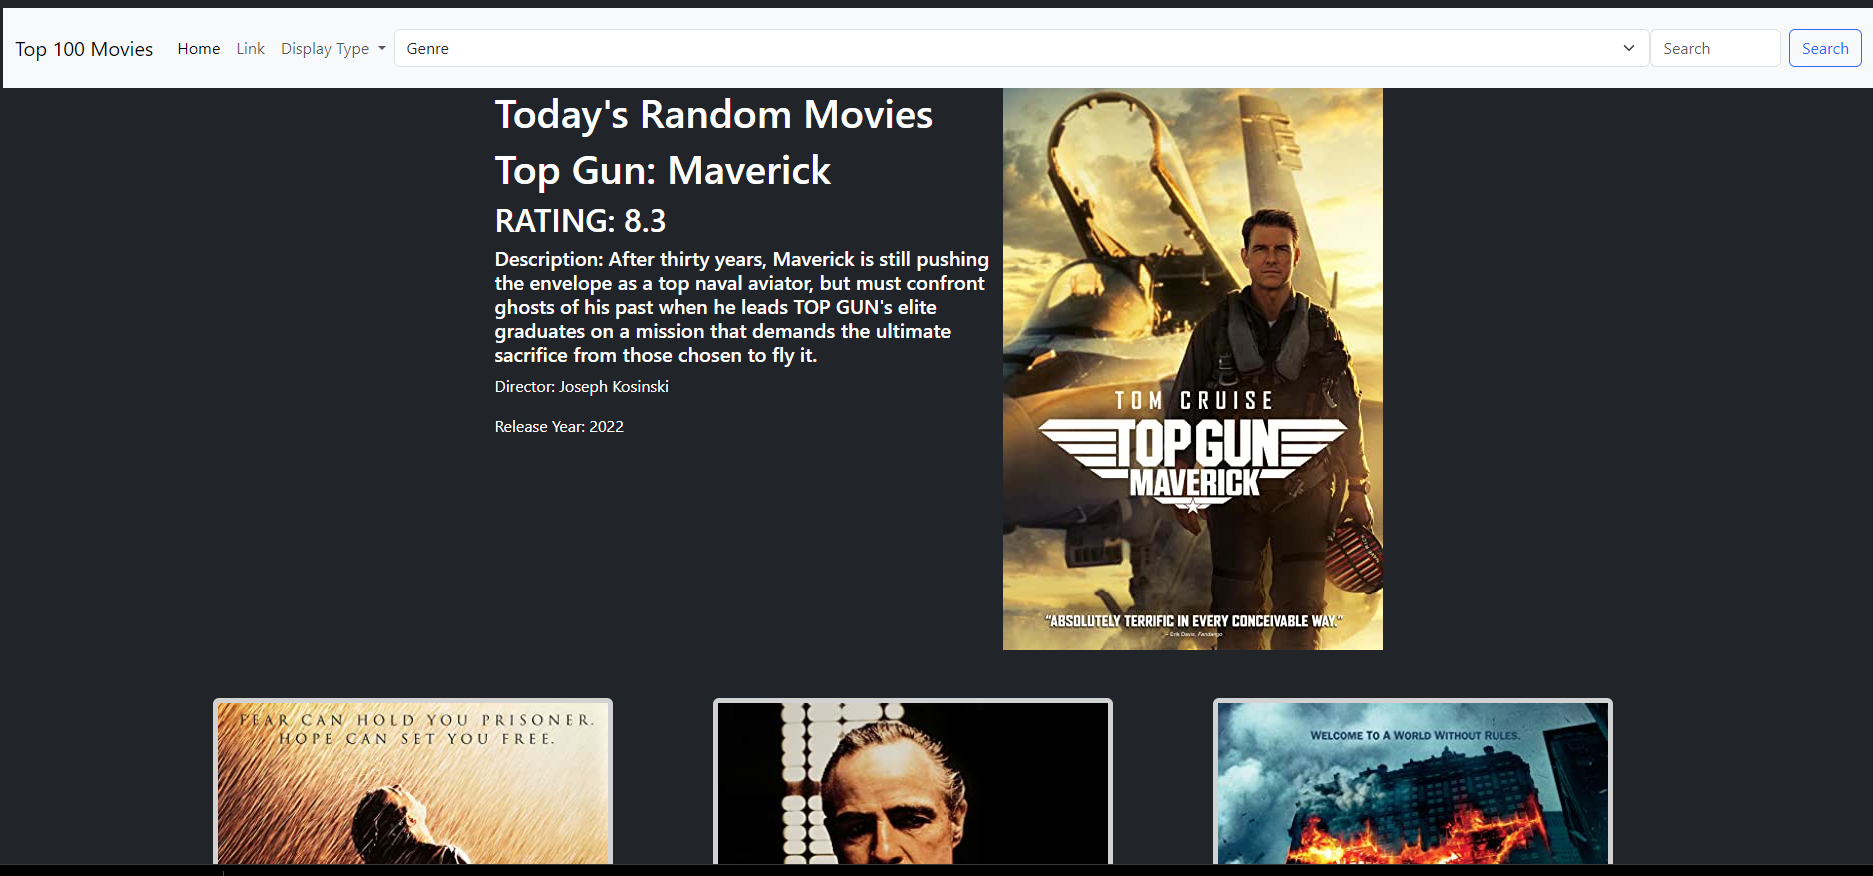 Top 100 Movies Home Link Display Type Genre Search Search
Today's Random Movies
Top Gun: Maverick
RATING: 8.3
Description: After thirty years, Maverick is still pushing
the envelope as a top naval aviator, but must confront
ghosts of his past when he leads TOP GUN's elite
graduates on a mission that demands the ultimate
sacrifice from those chosen to fly it.
Director: Joseph Kosinski
Release Year: 2022
TOM CRUISE
TOP GUN
MAVERICK
“ABSOLUTELY TERRIFIC IN EVERY CONCEIVABLE WAY.”
– Erik Davis, Fandango
FEAR CAN HOLD YOU PRISONER.
HOPE CAN SET YOU FREE.
WELCOME TO A WORLD WITHOUT RULES.